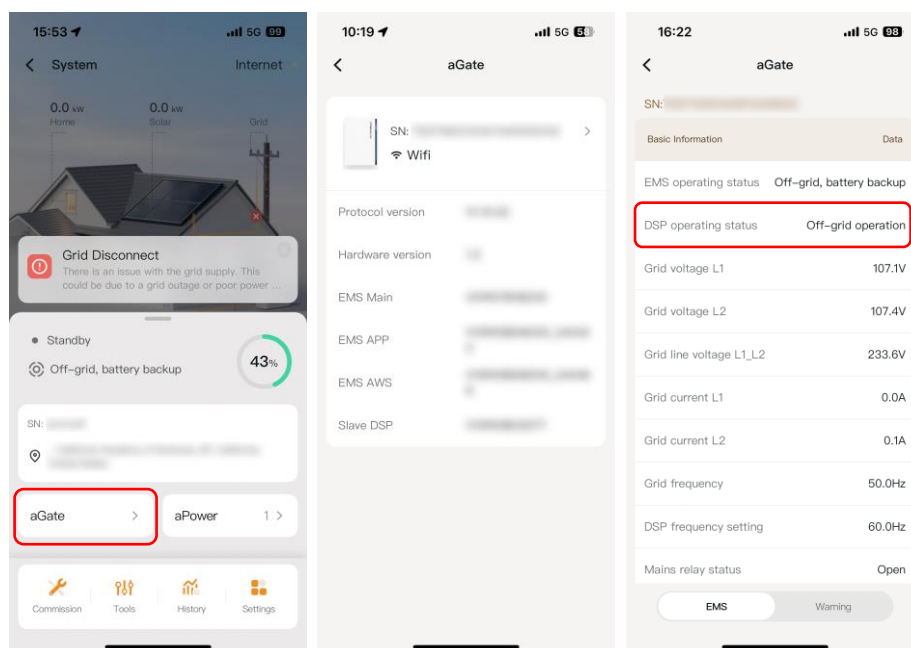 15:53
5G 99
System
Internet
0.0 kW
Home
0.0 kW
Solar
Grid
Grid Disconnect
There is an issue with the grid supply. This
could be due to a grid outage or poor power ...
Standby
Off-grid, battery backup
43%
SN:
aGate
aPower 1
Commission
Tools
History
Settings
10:19
5G
aGate
SN:
Wifi
Protocol version
Hardware version
EMS Main
EMS APP
EMS AWS
Slave DSP
16:22
5G 98
aGate
SN:
Basic Information Data
EMS operating status Off-grid, battery backup
DSP operating status Off-grid operation
Grid voltage L1 107.1V
Grid voltage L2 107.4V
Grid line voltage L1_L2 233.6V
Grid current L1 0.0A
Grid current L2 0.1A
Grid frequency 50.0Hz
DSP frequency setting 60.0Hz
Mains relay status Open
EMS
Warning